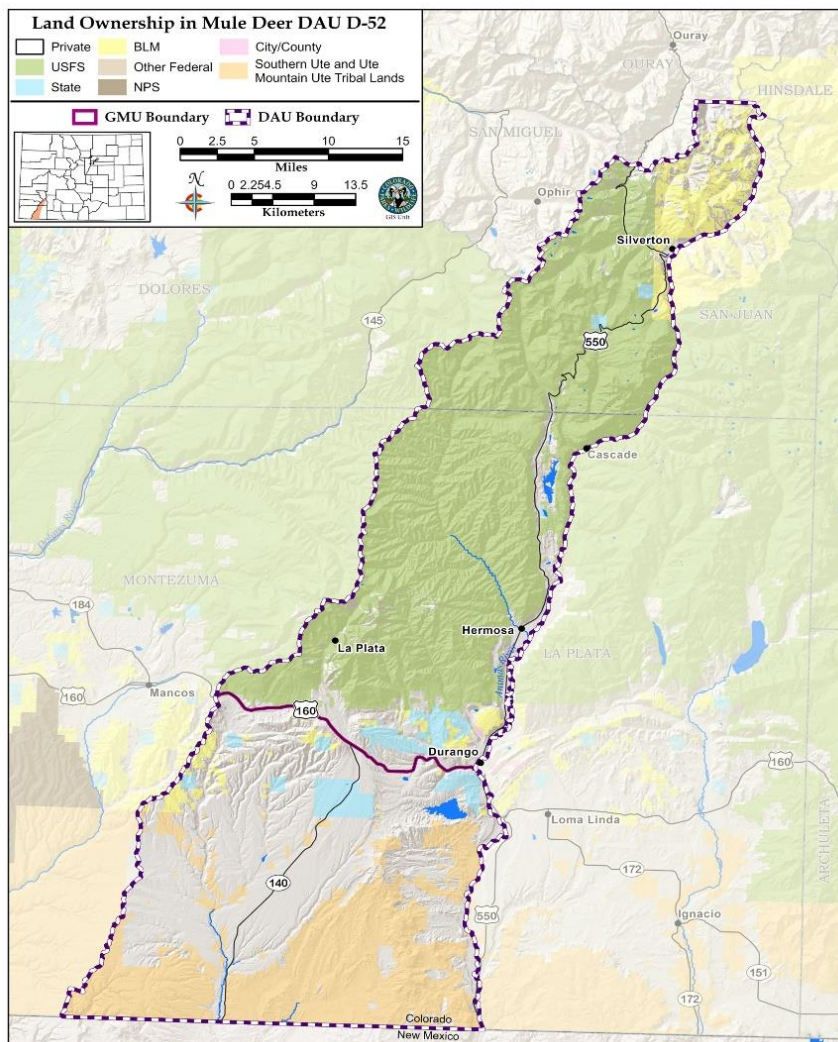 Land Ownership in Mule Deer DAU D-52
Private
BLM
City/County
USFS
Other Federal
Southern Ute and Ute
Mountain Ute Tribal Lands
State
NPS
GMU Boundary
DAU Boundary
0 2.5 5 10 15
Miles
N
0 2.25 4.5 9 13.5
Kilometers
GIS Unit
Ouray
OURAY
HINSDALE
SAN MIGUEL
Ophir
Silverton
DOLORES
SAN JUAN
145
550
Cascade
Dolores River
MONTEZUMA
184
Hermosa
La Plata
LA PLATA
Animas River
Mancos
160
160
Durango
160
Loma Linda
ARCHULETA
172
140
550
Ignacio
151
172
Colorado
New Mexico